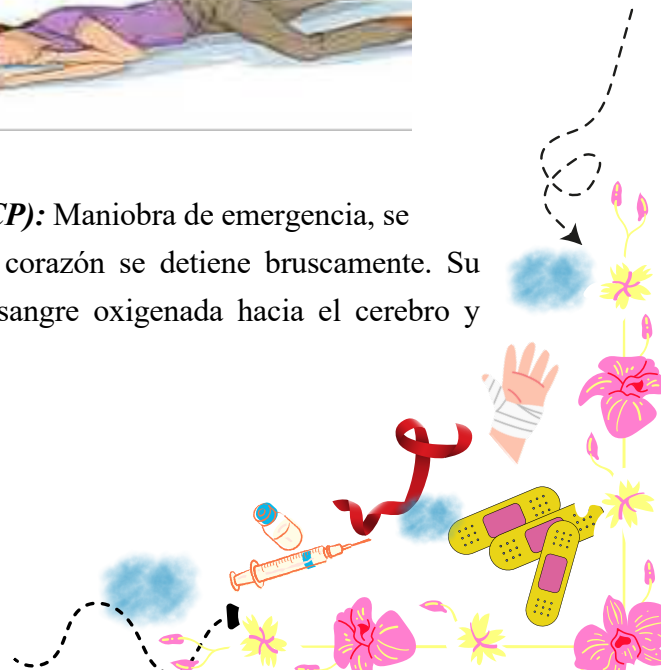 CP): Maniobra de emergencia, se
corazón se detiene bruscamente. Su
sangre oxigenada hacia el cerebro y